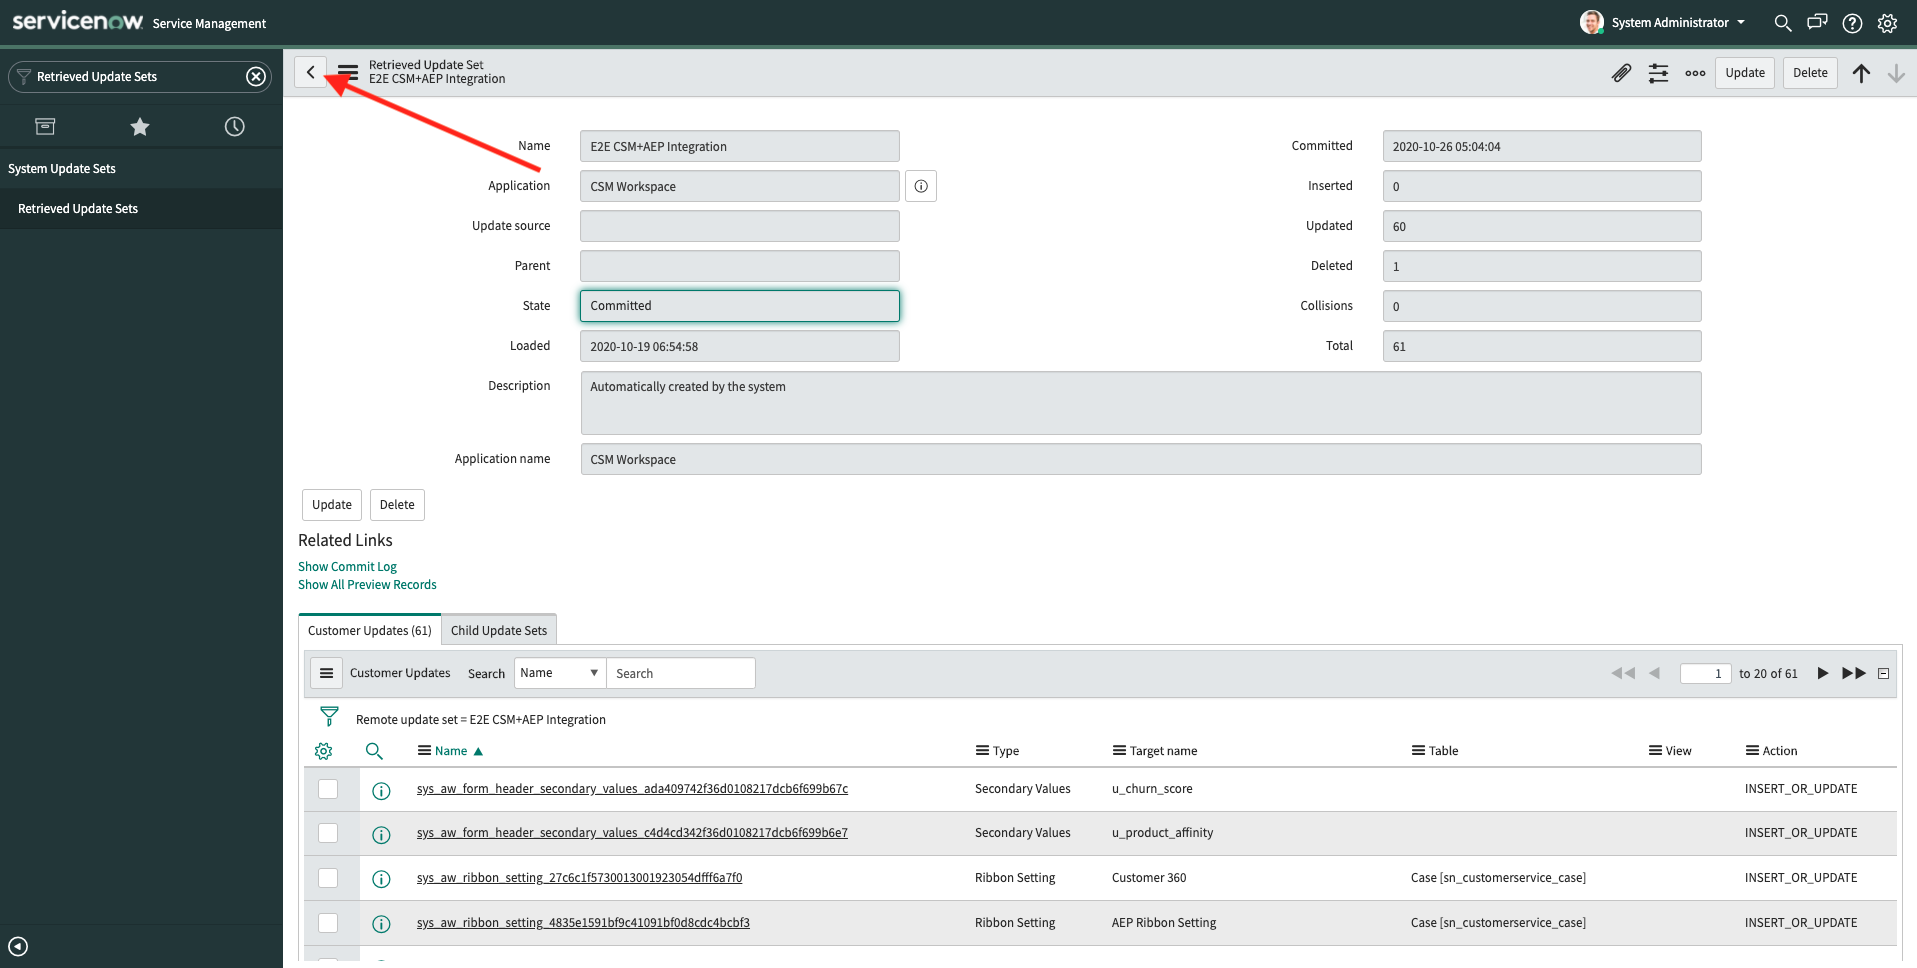 servicenow Service Management
System Administrator
Retrieved Update Sets
System Update Sets
Retrieved Update Sets
Retrieved Update Set
E2E CSM+AEP Integration
Update
Delete
Name
E2E CSM+AEP Integration
Application
CSM Workspace
Update source
Parent
State
Committed
Loaded
2020-10-19 06:54:58
Committed
2020-10-26 05:04:04
Inserted
0
Updated
60
Deleted
1
Collisions
0
Total
61
Description
Automatically created by the system
Application name
CSM Workspace
Update
Delete
Related Links
Show Commit Log
Show All Preview Records
Customer Updates (61)
Child Update Sets
Customer Updates Search Name Search 1 to 20 of 61
Remote update set = E2E CSM+AEP Integration
Name Type Target name Table View Action
sys_aw_form_header_secondary_values_ada409742f36d0108217dcb6f699b67c Secondary Values u_churn_score INSERT_OR_UPDATE
sys_aw_form_header_secondary_values_c4d4cd342f36d0108217dcb6f699b6e7 Secondary Values u_product_affinity INSERT_OR_UPDATE
sys_aw_ribbon_setting_27c6c1f5730013001923054dfff6a7f0 Ribbon Setting Customer 360 Case [sn_customerservice_case] INSERT_OR_UPDATE
sys_aw_ribbon_setting_4835e1591bf9c41091bf0d8cdc4bcbf3 Ribbon Setting AEP Ribbon Setting Case [sn_customerservice_case] INSERT_OR_UPDATE